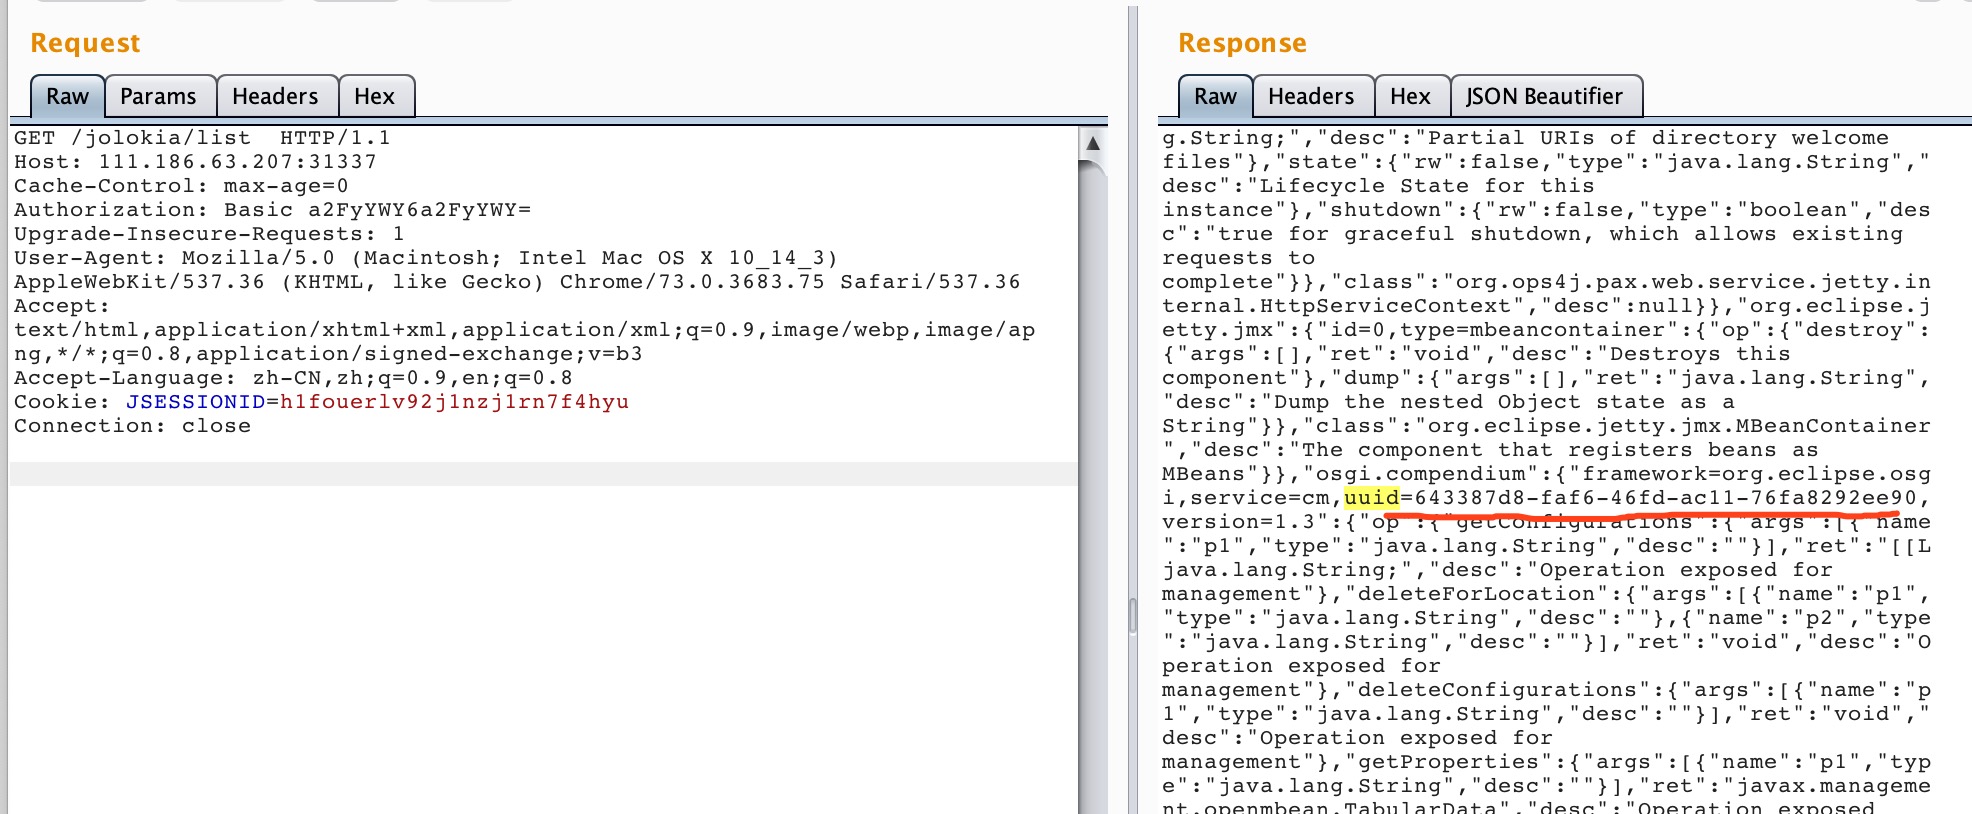 Request
Raw Params Headers Hex
GET /jolokia/list  HTTP/1.1
Host: 111.186.63.207:31337
Cache-Control: max-age=0
Authorization: Basic a2FyYWY6a2FyYWY=
Upgrade-Insecure-Requests: 1
User-Agent: Mozilla/5.0 (Macintosh; Intel Mac OS X 10_14_3)
AppleWebKit/537.36 (KHTML, like Gecko) Chrome/73.0.3683.75 Safari/537.36
Accept:
text/html,application/xhtml+xml,application/xml;q=0.9,image/webp,image/ap
ng,*/*;q=0.8,application/signed-exchange;v=b3
Accept-Language: zh-CN,zh;q=0.9,en;q=0.8
Cookie: JSESSIONID=h1fouerlv92j1nzj1rn7f4hyu
Connection: close
Response
Raw Headers Hex JSON Beautifier
g.String;","desc":"Partial URIs of directory welcome
files"},"state":{"rw":false,"type":"java.lang.String","
desc":"Lifecycle State for this
instance"},"shutdown":{"rw":false,"type":"boolean","des
c":"true for graceful shutdown, which allows existing
requests to
complete"}},"class":"org.ops4j.pax.web.service.jetty.in
ternal.HttpServiceContext","desc":null}},"org.eclipse.j
etty.jmx":{"id=0,type=mbeancontainer":{"op":{"destroy":
{"args":[],"ret":"void","desc":"Destroys this
component"},"dump":{"args":[],"ret":"java.lang.String",
"desc":"Dump the nested Object state as a
String"}},"class":"org.eclipse.jetty.jmx.MBeanContainer
","desc":"The component that registers beans as
MBeans"}},"osgi.compendium":{"framework=org.eclipse.osg
i,service=cm,uuid=643387d8-faf6-46fd-ac11-76fa8292ee90,
version=1.3":{"op":{"getConfigurations":{"args":[{"name
":"p1","type":"java.lang.String","desc":""}],"ret":"[[L
java.lang.String;","desc":"Operation exposed for
management"},"deleteForLocation":{"args":[{"name":"p1",
"type":"java.lang.String","desc":""},{"name":"p2","type
":"java.lang.String","desc":""}],"ret":"void","desc":"O
peration exposed for
management"},"deleteConfigurations":{"args":[{"name":"p
1","type":"java.lang.String","desc":""}],"ret":"void","
desc":"Operation exposed for
management"},"getProperties":{"args":[{"name":"p1","typ
e":"java.lang.String","desc":""}],"ret":"javax.manageme
nt.openmbean.TabularData","desc":"Operation exposed